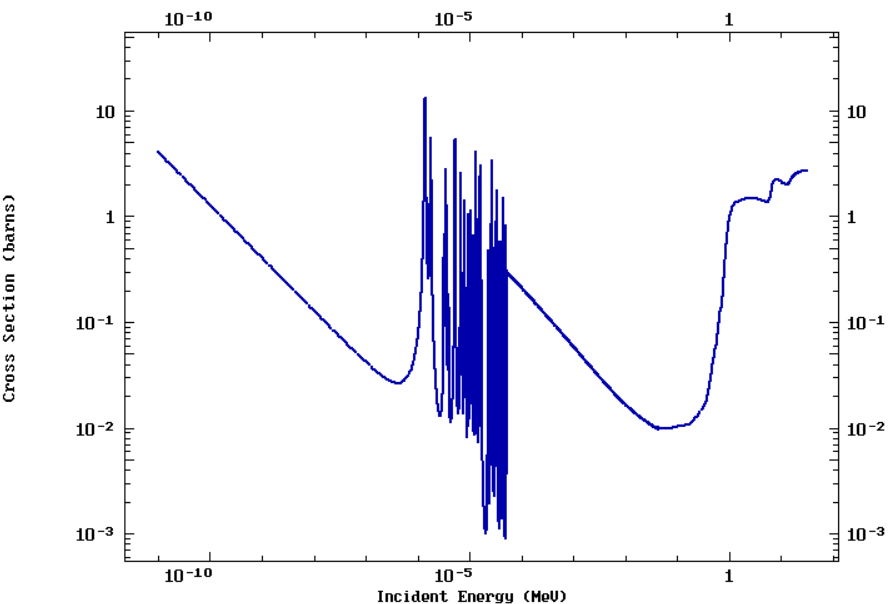 10⁻¹⁰ 10⁻⁵ 1
10 10
1 1
10⁻¹ 10⁻¹
10⁻² 10⁻²
10⁻³ 10⁻³
Cross Section (barns)
10⁻¹⁰ 10⁻⁵ 1
Incident Energy (MeV)